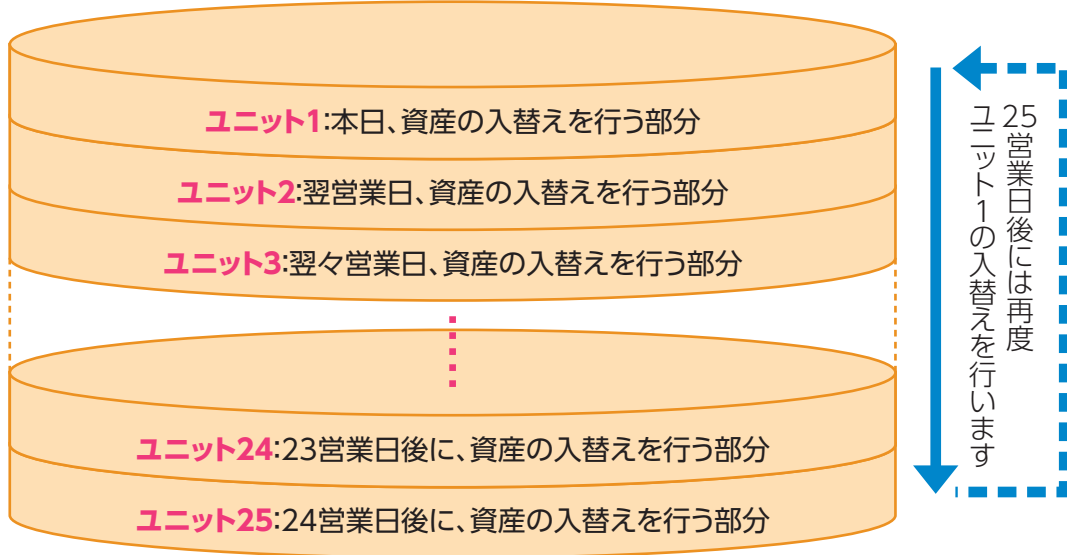 ユニット1:本日、資産の入替えを行う部分
ユニット2:翌営業日、資産の入替えを行う部分
ユニット3:翌々営業日、資産の入替えを行う部分
ユニット24:23営業日後に、資産の入替えを行う部分
ユニット25:24営業日後に、資産の入替えを行う部分
25営業日後には再度
ユニット1の入替えを行います